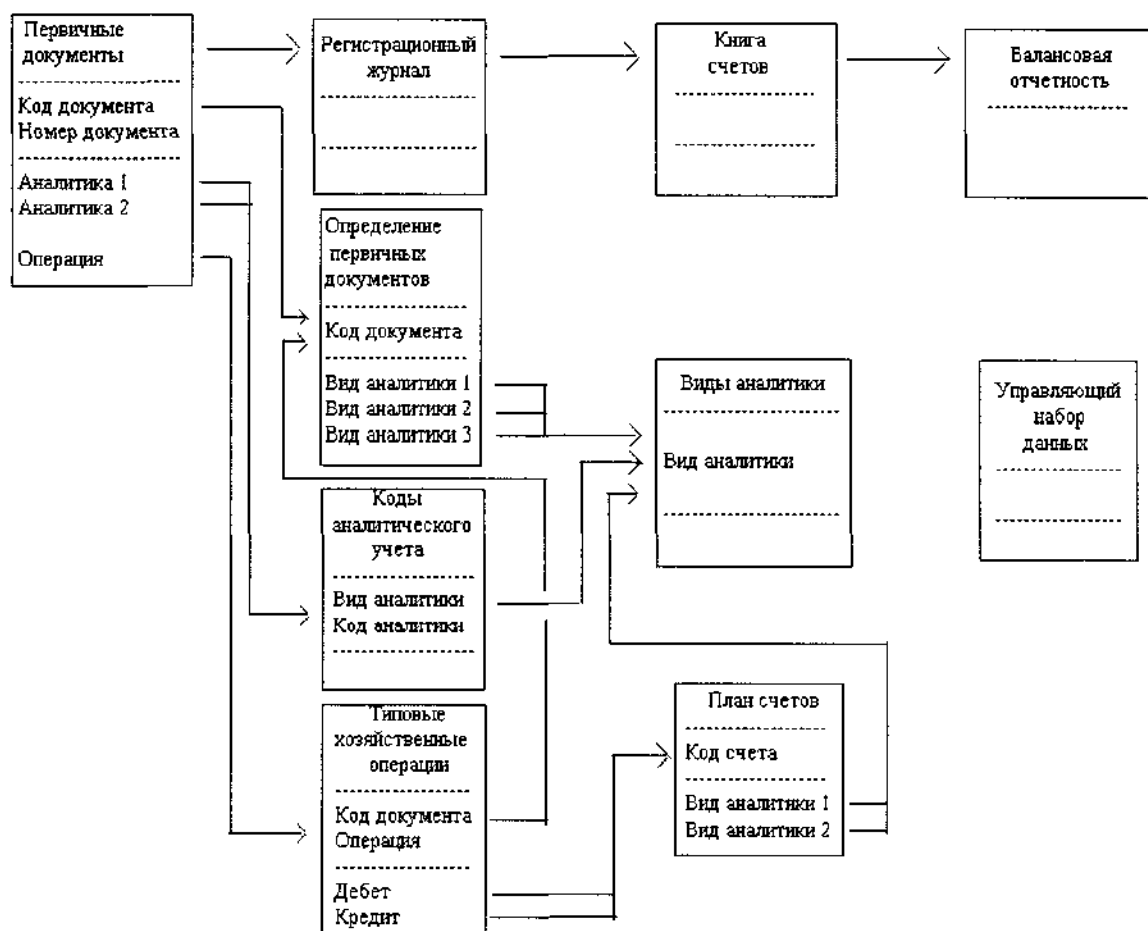 Первичные
документы
Код документа
Номер документа
Аналитика 1
Аналитика 2
Операция
Регистрационный
журнал
Книга
счетов
Балансовая
отчетность
Определение
первичных
документов
Код документа
Вид аналитики 1
Вид аналитики 2
Вид аналитики 3
Виды аналитики
Вид аналитики
Управляющий
набор
данных
Коды
аналитического
учета
Вид аналитики
Код аналитики
Типовые
хозяйственные
операции
Код документа
Операция
Дебет
Кредит
План счетов
Код счета
Вид аналитики 1
Вид аналитики 2